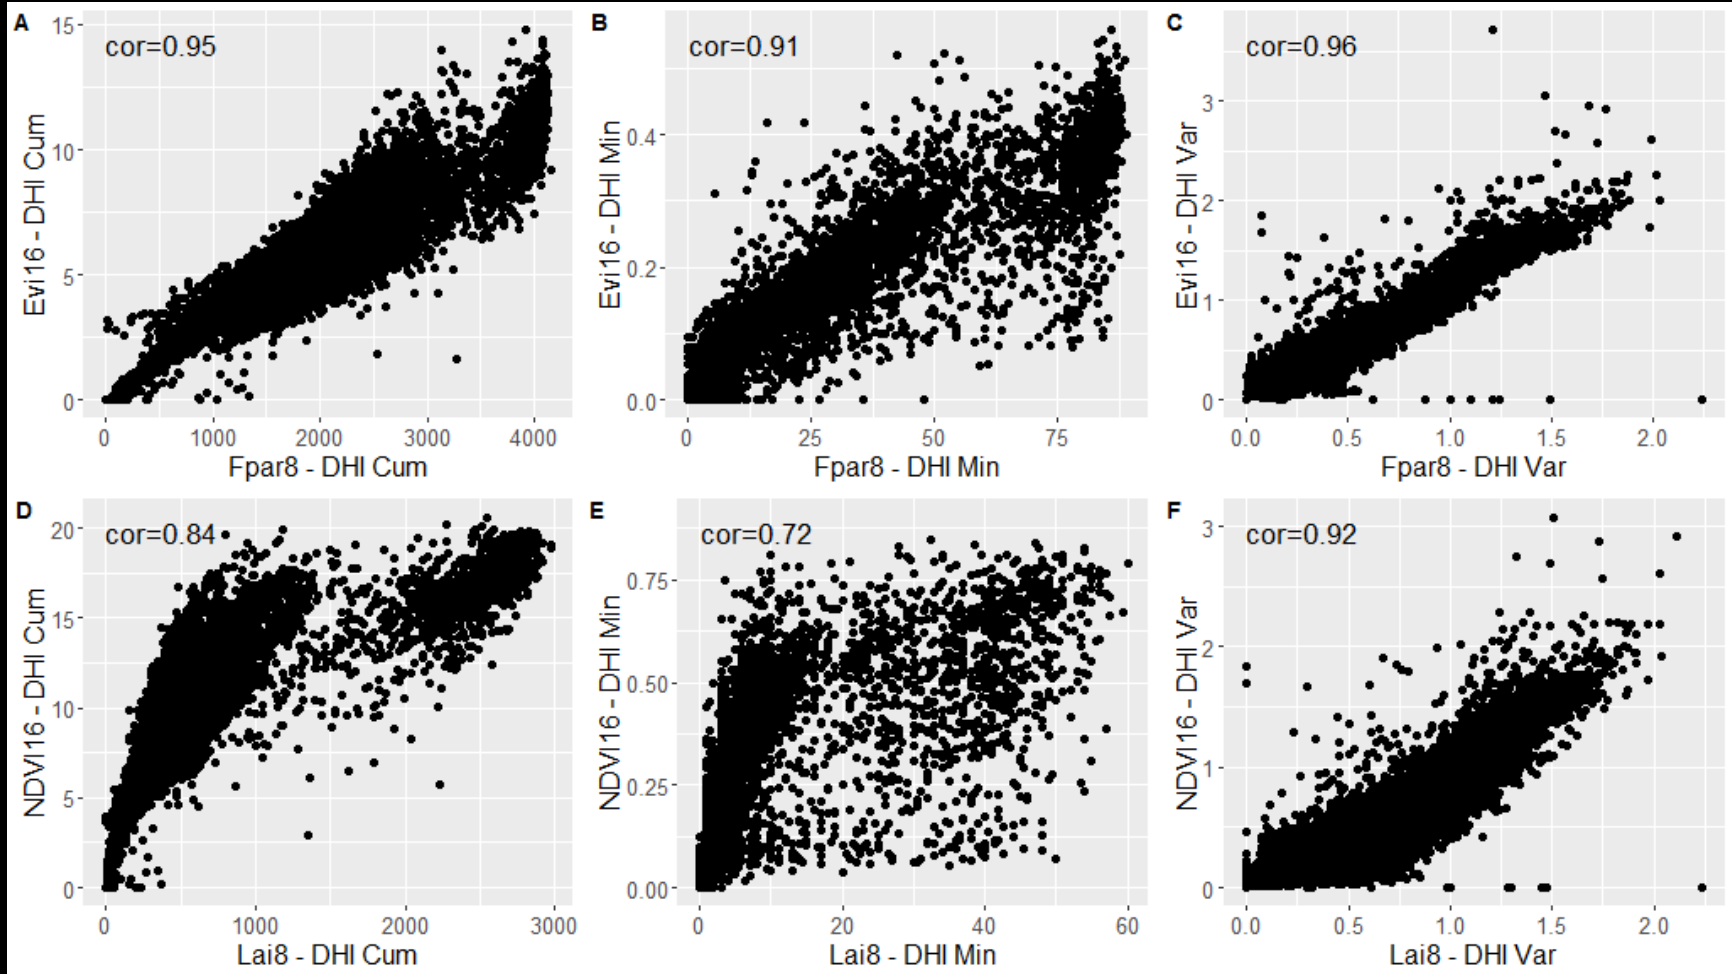 A
cor=0.95
Evi16 - DHI Cum
15
10
5
0
0 1000 2000 3000 4000
Fpar8 - DHI Cum
B
cor=0.91
Evi16 - DHI Min
0.4
0.2
0.0
0 25 50 75
Fpar8 - DHI Min
C
cor=0.96
Evi16 - DHI Var
3
2
1
0
0.0 0.5 1.0 1.5 2.0
Fpar8 - DHI Var
D
cor=0.84
NDVI16 - DHI Cum
20
15
10
5
0
0 1000 2000 3000
Lai8 - DHI Cum
E
cor=0.72
NDVI16 - DHI Min
0.75
0.50
0.25
0.00
0 20 40 60
Lai8 - DHI Min
F
cor=0.92
NDVI16 - DHI Var
3
2
1
0
0.0 0.5 1.0 1.5 2.0
Lai8 - DHI Var